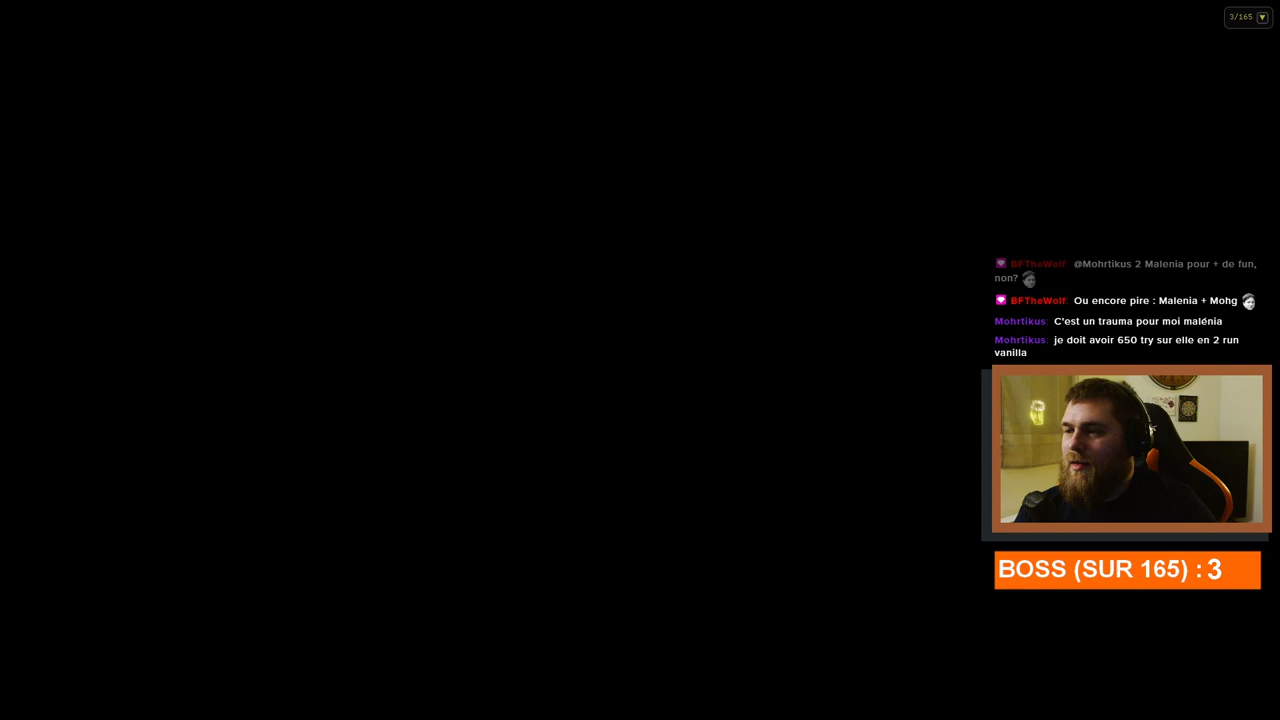 3/165
BFTheWolf: @Mohrtikus 2 Malenia pour + de fun,
non?
BFTheWolf: Ou encore pire : Malenia + Mohg
Mohrtikus: C'est un trauma pour moi malénia
Mohrtikus: je doit avoir 650 try sur elle en 2 run
vanilla
BOSS (SUR 165) : 3